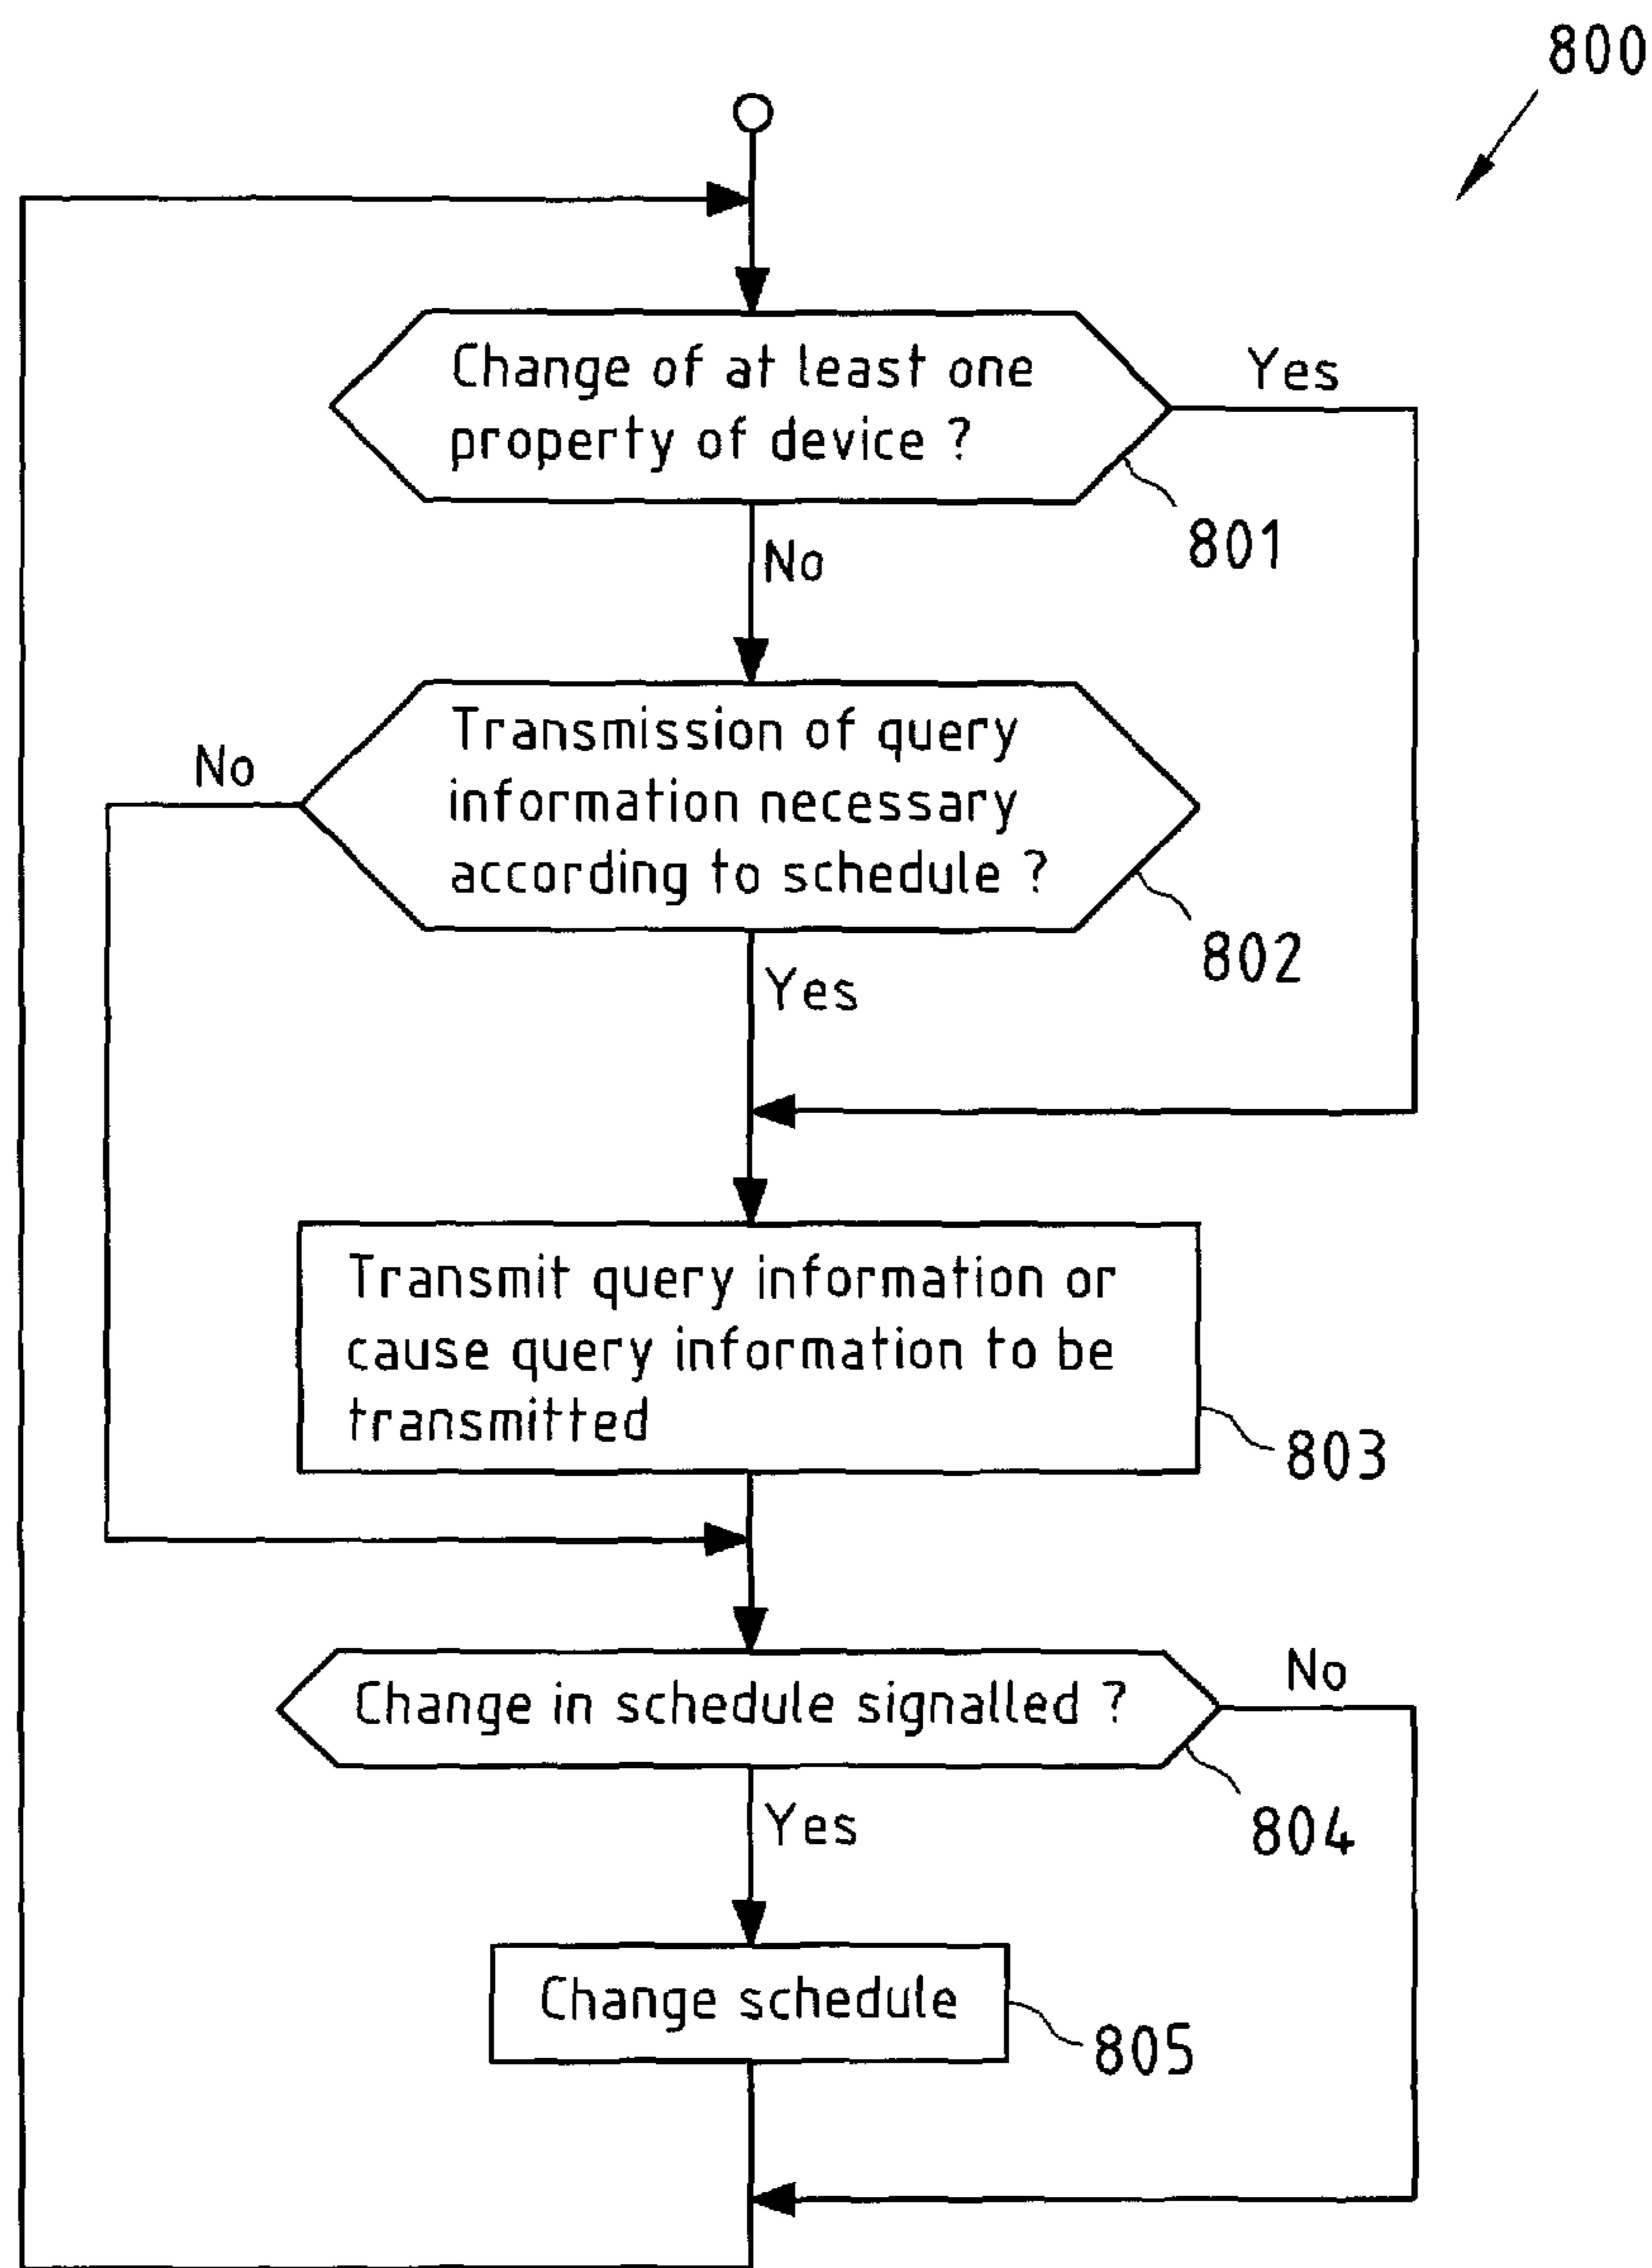 800
Change of at least one
property of device ?
Yes
801
No
Transmission of query
information necessary
according to schedule ?
No
802
Yes
Transmit query information or
cause query information to be
transmitted
803
Change in schedule signalled ?
No
804
Yes
Change schedule
805